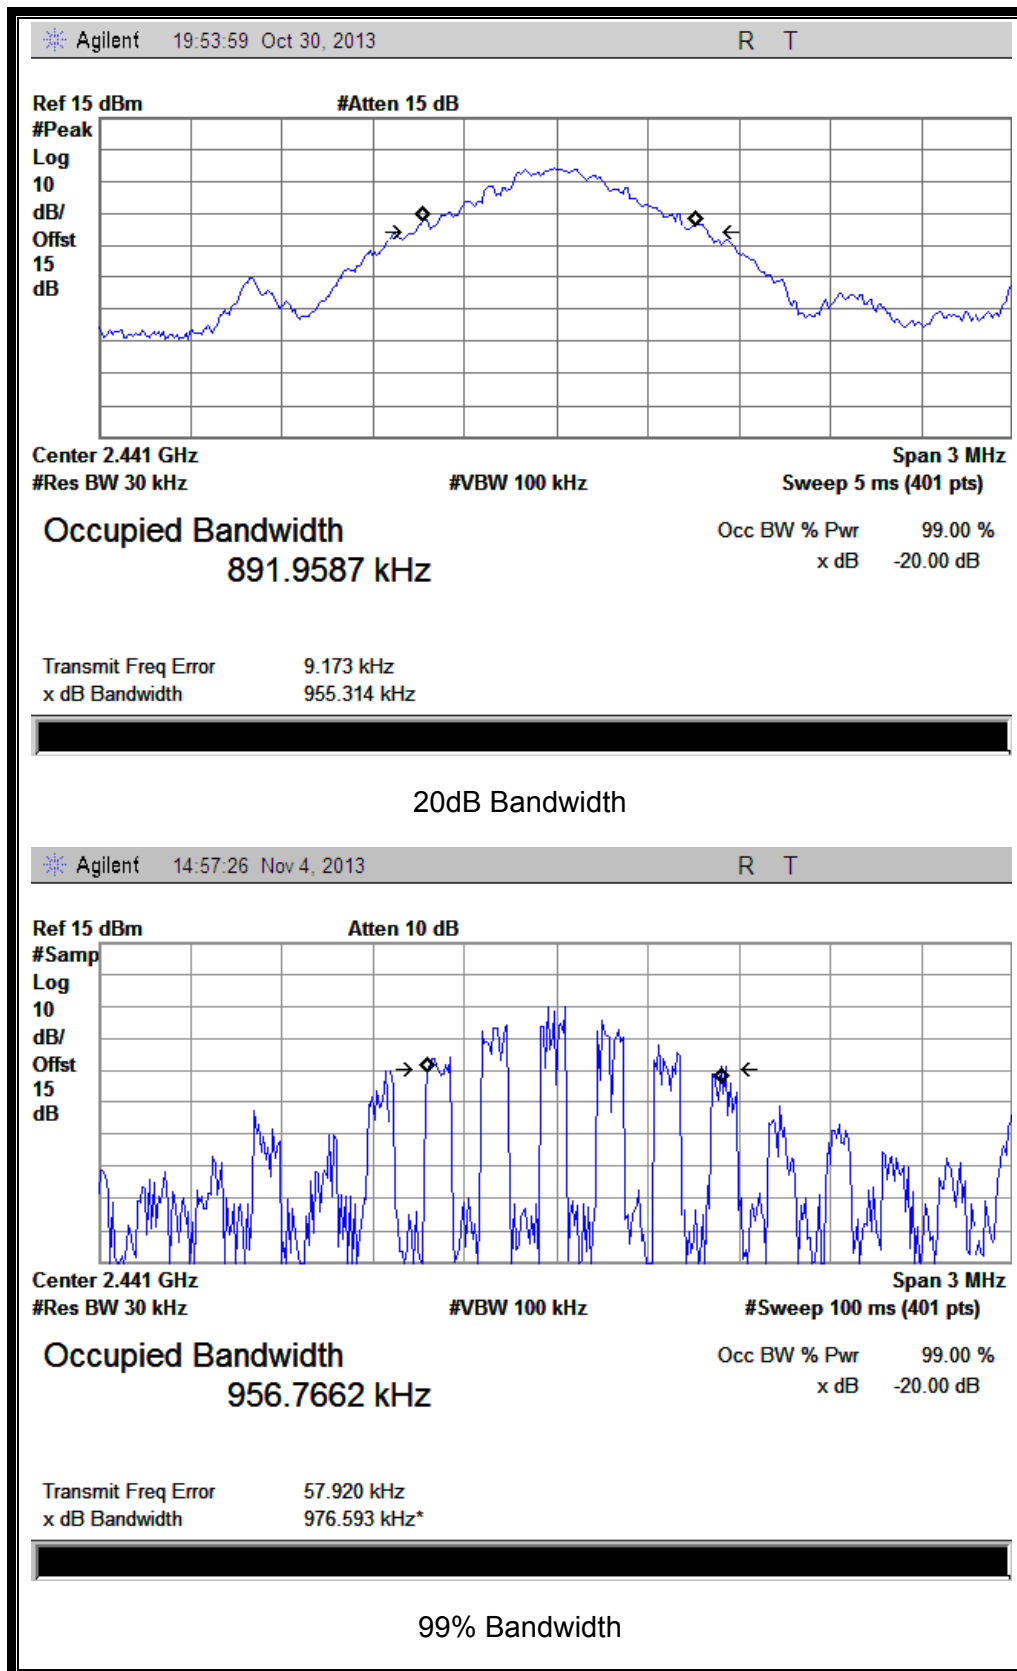 Agilent 19:53:59 Oct 30, 2013 R T
Ref 15 dBm #Atten 15 dB
#Peak
Log
10
dB/
Offst
15
dB
Center 2.441 GHz Span 3 MHz
#Res BW 30 kHz #VBW 100 kHz Sweep 5 ms (401 pts)
Occupied Bandwidth Occ BW % Pwr 99.00 %
891.9587 kHz x dB -20.00 dB
Transmit Freq Error 9.173 kHz
x dB Bandwidth 955.314 kHz
20dB Bandwidth
Agilent 14:57:26 Nov 4, 2013 R T
Ref 15 dBm Atten 10 dB
#Samp
Log
10
dB/
Offst
15
dB
Center 2.441 GHz Span 3 MHz
#Res BW 30 kHz #VBW 100 kHz #Sweep 100 ms (401 pts)
Occupied Bandwidth Occ BW % Pwr 99.00 %
956.7662 kHz x dB -20.00 dB
Transmit Freq Error 57.920 kHz
x dB Bandwidth 976.593 kHz*
99% Bandwidth